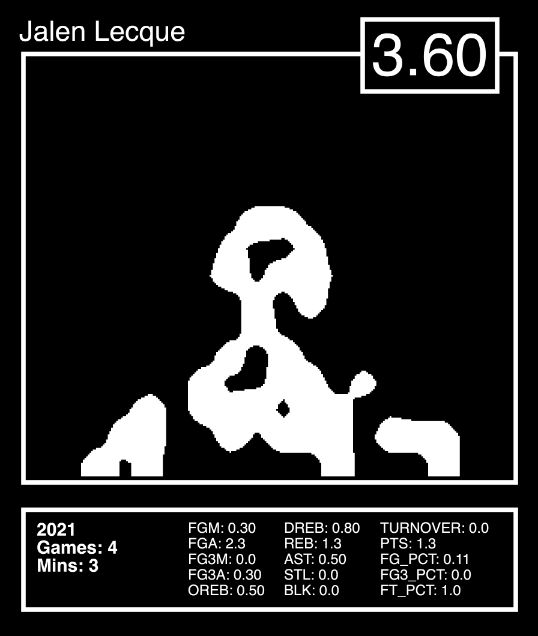 Jalen Lecque
3.60
2021
Games: 4
Mins: 3
FGM: 0.30
FGA: 2.3
FG3M: 0.0
FG3A: 0.30
OREB: 0.50
DREB: 0.80
REB: 1.3
AST: 0.50
STL: 0.0
BLK: 0.0
TURNOVER: 0.0
PTS: 1.3
FG_PCT: 0.11
FG3_PCT: 0.0
FT_PCT: 1.0